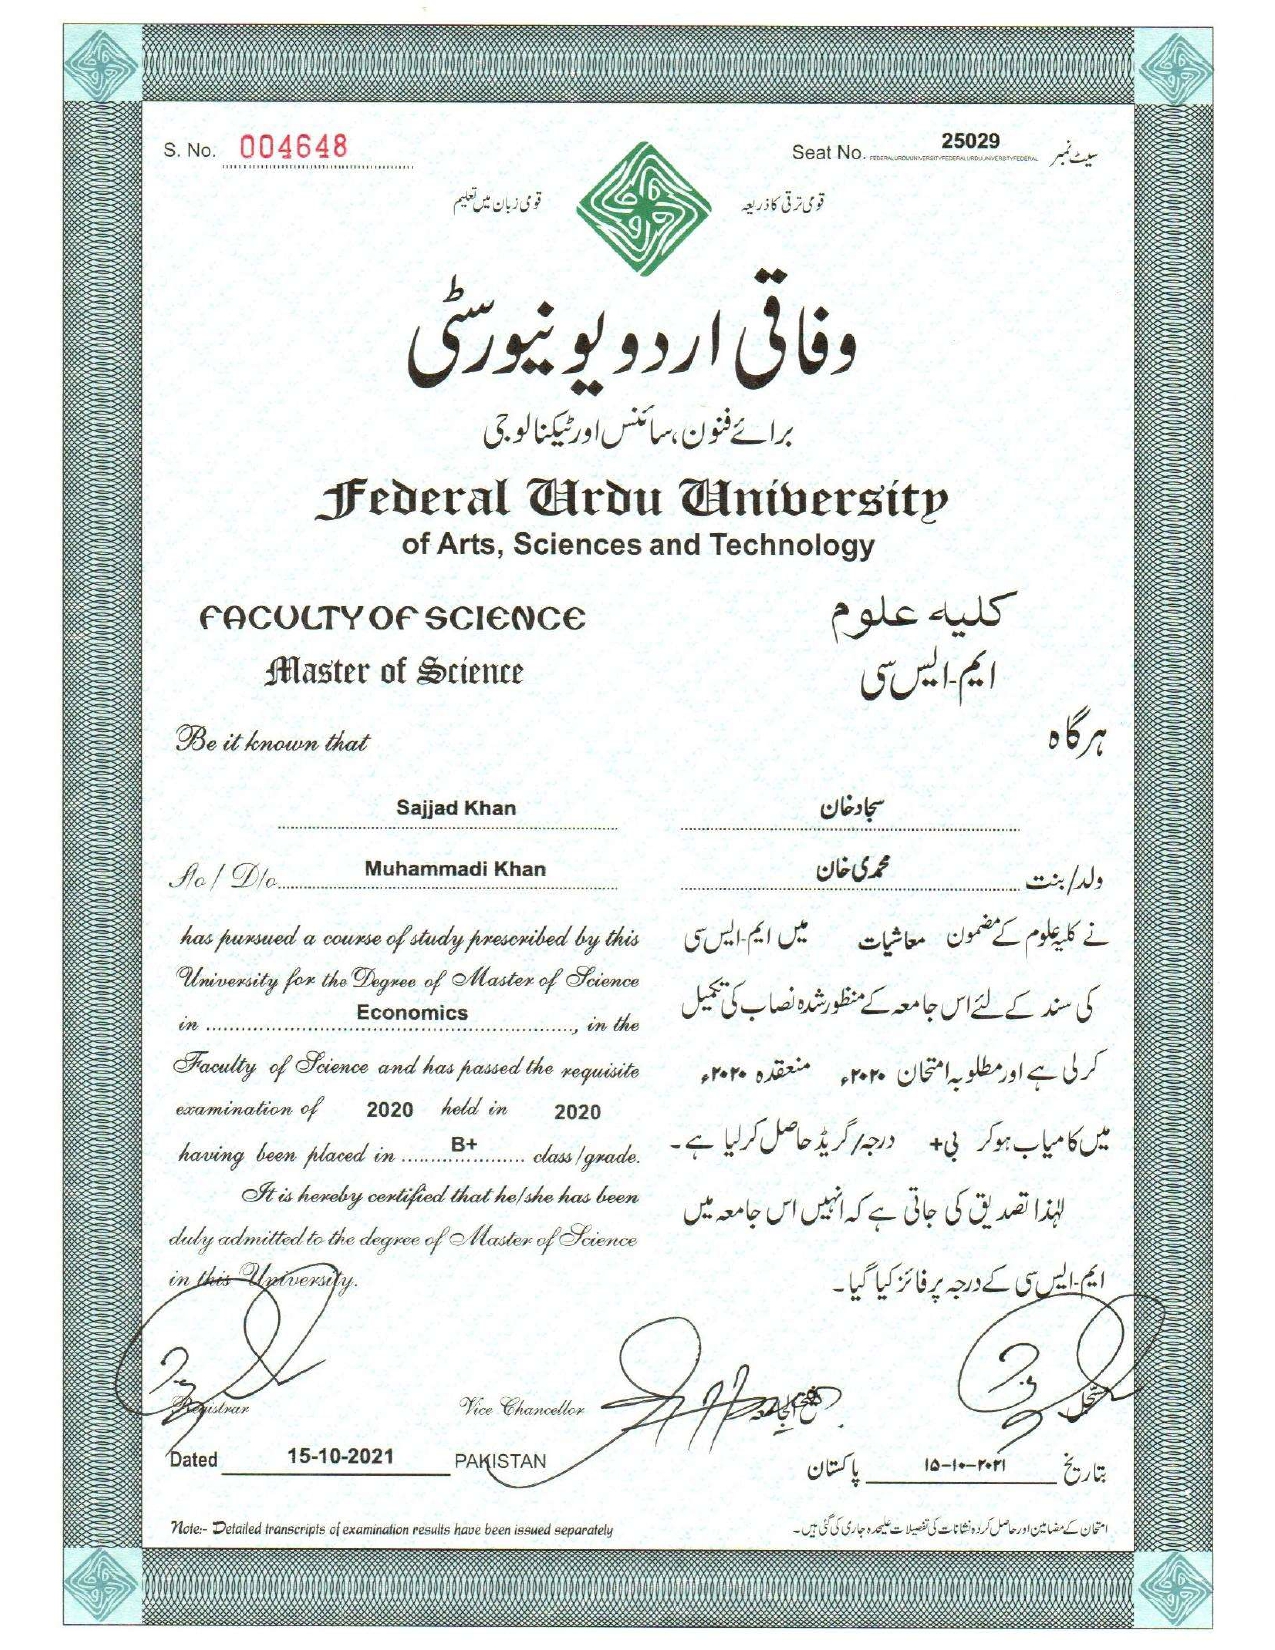 S. No. 004648
Seat No. 25029 سیٹ نمبر
قومی ترقی کا ذریعہ
قومی زبان میں تعلیم
وفاقی اردو یونیورسٹی
برائے فنون، سائنس اور ٹیکنالوجی
Federal Urdu University
of Arts, Sciences and Technology
FACULTY OF SCIENCE
کلیہ علوم
Master of Science
ایم-ایس سی
Be it known that
ہرگاہ
Sajjad Khan
سجاد خان
S/o / D/o Muhammadi Khan
ولد/بنت محمدی خان
has pursued a course of study prescribed by this
University for the Degree of Master of Science
in Economics, in the
Faculty of Science and has passed the requisite
examination of 2020 held in 2020
having been placed in B+ class/grade.
It is hereby certified that he/she has been
duly admitted to the degree of Master of Science
in this University.
نے کلیہ علوم کے مضمون معاشیات میں ایم-ایس سی
کی سند کے لئے اس جامعہ کے منظور شدہ نصاب کی تکمیل
کرلی ہے اور مطلوبہ امتحان ۲۰۲۰ء منعقدہ ۲۰۲۰ء
میں کامیاب ہوکر بی+ درجہ/گریڈ حاصل کرلیا ہے۔
لہٰذا تصدیق کی جاتی ہے کہ انہیں اس جامعہ میں
ایم-ایس سی کے درجہ پر فائز کیا گیا۔
Registrar
Vice Chancellor
شیخ الجامعہ
مسجل
Dated 15-10-2021 PAKISTAN
بتاریخ ۱۵-۱۰-۲۰۲۱ پاکستان
Note:- Detailed transcripts of examination results have been issued separately
امتحان کے مضامین اور حاصل کردہ نشانات کی تفصیلات علیحدہ جاری کی گئی ہیں۔